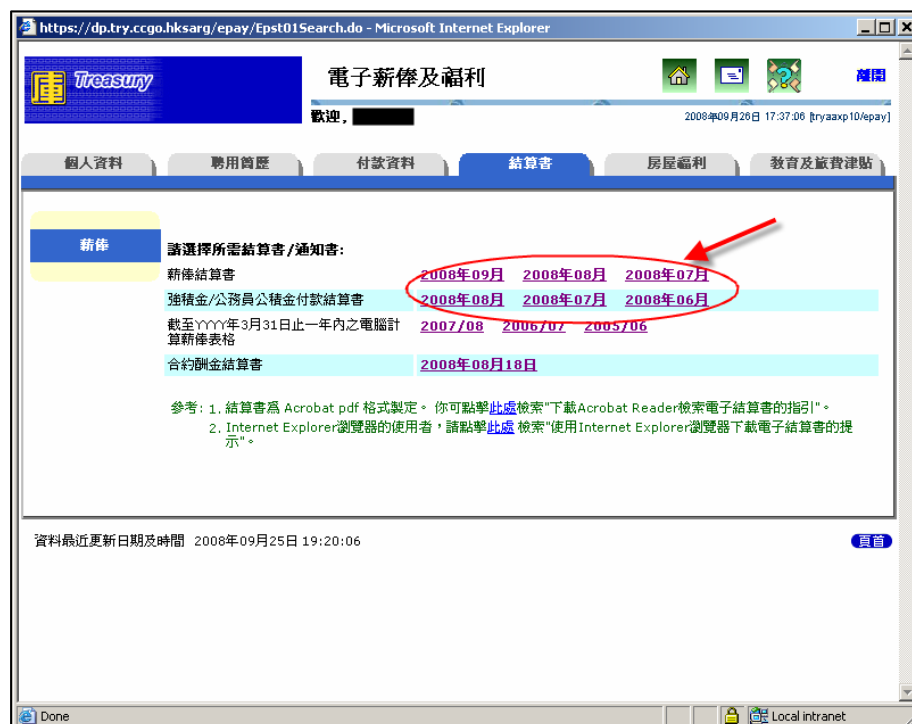 https://dp.try.ccgo.hksarg/epay/Epst01Search.do - Microsoft Internet Explorer
Treasury
電子薪俸及福利
離開
歡迎,
2008年09月26日 17:37:06 [tryaaxp10/epay]
個人資料 聘用簡歷 付款資料 結算書 房屋福利 教育及旅費津貼
薪俸
請選擇所需結算書/通知書:
薪俸結算書 2008年09月 2008年08月 2008年07月
強積金/公務員公積金付款結算書 2008年08月 2008年07月 2008年06月
截至YYYY年3月31日止一年內之電腦計 2007/08 2006/07 2005/06
算薪俸表格
合約酬金結算書 2008年08月18日
參考: 1. 結算書為 Acrobat pdf 格式製定。 你可點擊此處檢索"下載Acrobat Reader檢索電子結算書的指引"。
2. Internet Explorer瀏覽器的使用者，請點擊此處 檢索"使用Internet Explorer瀏覽器下載電子結算書的提
示"。
資料最近更新日期及時間 2008年09月25日 19:20:06
頁首
Done
Local intranet